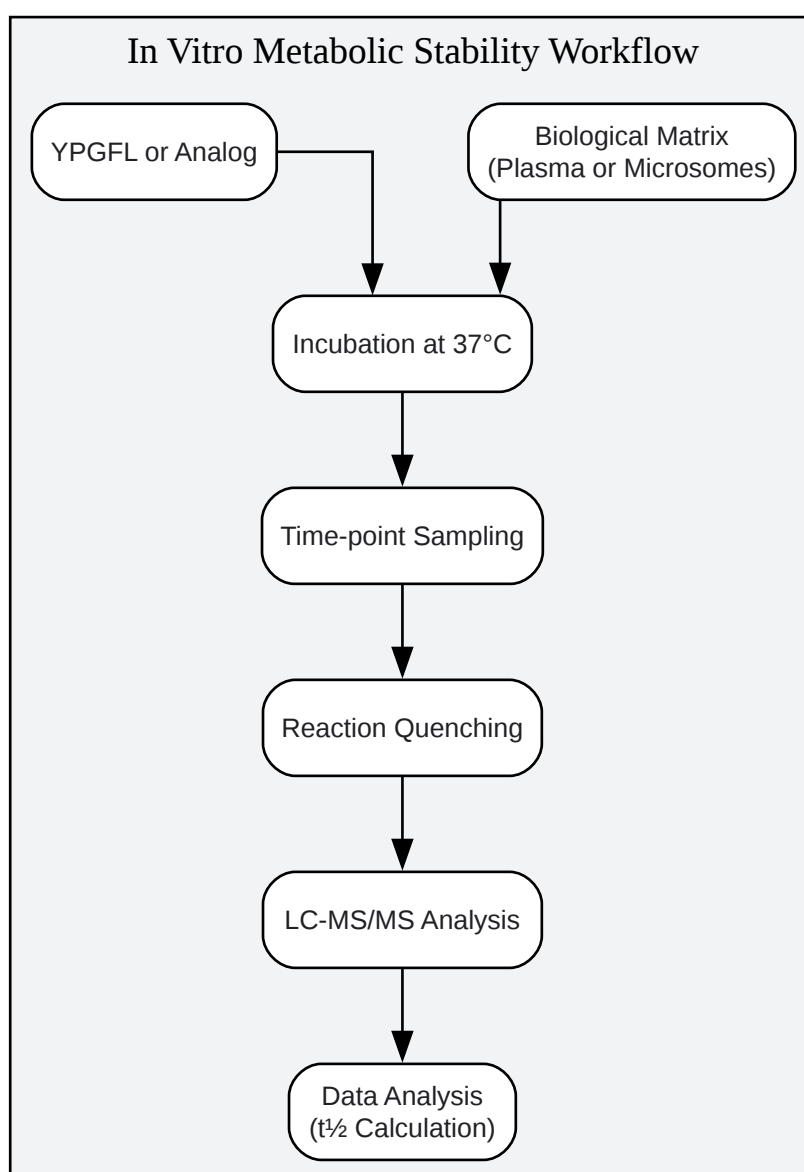 In Vitro Metabolic Stability Workflow
YPGFL or Analog
Biological Matrix
(Plasma or Microsomes)
Incubation at 37°C
Time-point Sampling
Reaction Quenching
LC-MS/MS Analysis
Data Analysis
(t½ Calculation)